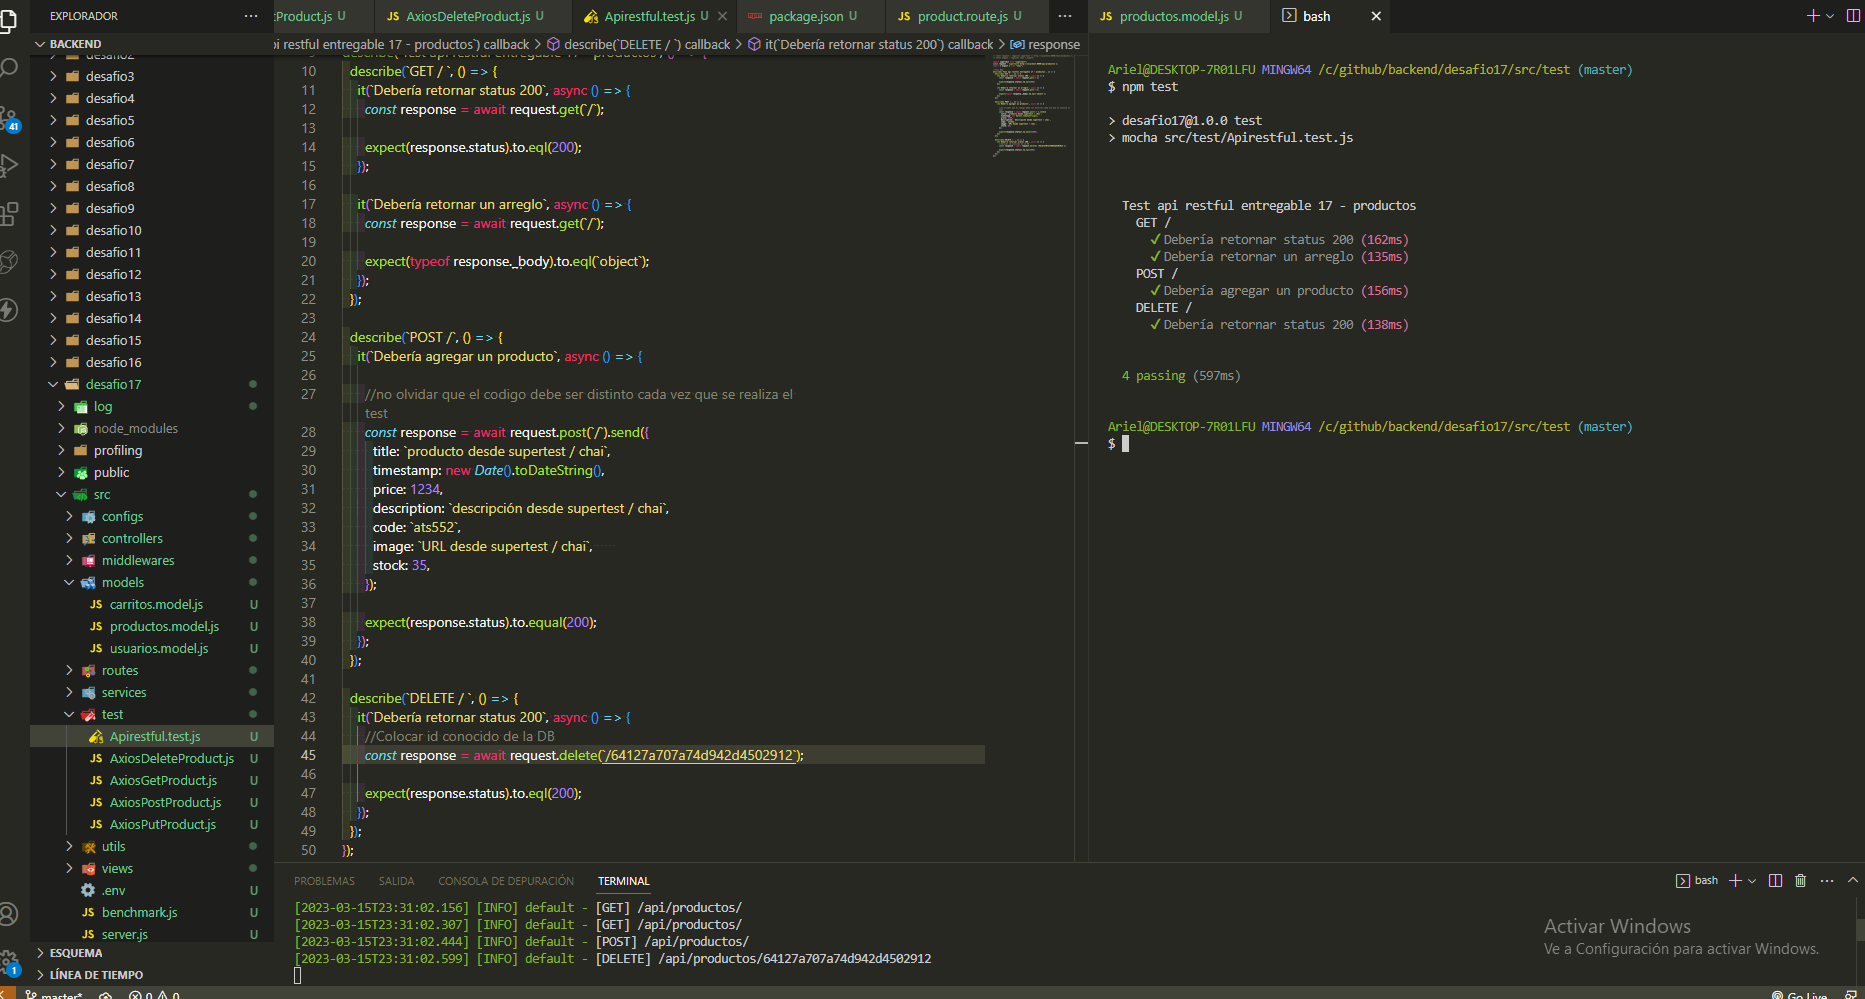 EXPLORADOR
BACKEND
desafio2
desafio3
desafio4
desafio5
desafio6
desafio7
desafio8
desafio9
desafio10
desafio11
desafio12
desafio13
desafio14
desafio15
desafio16
desafio17
log
node_modules
profiling
public
src
configs
controllers
middlewares
models
JS carritos.model.js U
JS productos.model.js U
JS usuarios.model.js U
routes
services
test
Apirestful.test.js U
JS AxiosDeleteProduct.js U
JS AxiosGetProduct.js U
JS AxiosPostProduct.js U
JS AxiosPutProduct.js U
utils
views
.env U
JS benchmark.js U
JS server.js U
ESQUEMA
LÍNEA DE TIEMPO
41
1
tProduct.js U
JS AxiosDeleteProduct.js U
Apirestful.test.js U
package.json U
JS product.route.js U
pi restful entregable 17 - productos`) callback > describe(`DELETE / `) callback > it(`Debería retornar status 200`) callback > response
10 describe(`GET / `, () => {
11 it(`Debería retornar status 200`, async () => {
12 const response = await request.get(`/`);
13
14 expect(response.status).to.eql(200);
15 });
16
17 it(`Debería retornar un arreglo`, async () => {
18 const response = await request.get(`/`);
19
20 expect(typeof response._body).to.eql(`object`);
21 });
22 });
23
24 describe(`POST /`, () => {
25 it(`Debería agregar un producto`, async () => {
26
27 //no olvidar que el codigo debe ser distinto cada vez que se realiza el
test
28 const response = await request.post(`/`).send({
29 title: `producto desde supertest / chai`,
30 timestamp: new Date().toDateString(),
31 price: 1234,
32 description: `descripción desde supertest / chai`,
33 code: `ats552`,
34 image: `URL desde supertest / chai`,
35 stock: 35,
36 });
37
38 expect(response.status).to.equal(200);
39 });
40 });
41
42 describe(`DELETE / `, () => {
43 it(`Debería retornar status 200`, async () => {
44 //Colocar id conocido de la DB
45 const response = await request.delete(`/64127a707a74d942d4502912`);
46
47 expect(response.status).to.eql(200);
48 });
49 });
50 });
JS productos.model.js U
bash
Ariel@DESKTOP-7R01LFU MINGW64 /c/github/backend/desafio17/src/test (master)
$ npm test
> desafio17@1.0.0 test
> mocha src/test/Apirestful.test.js
Test api restful entregable 17 - productos
GET /
✓ Debería retornar status 200 (162ms)
✓ Debería retornar un arreglo (135ms)
POST /
✓ Debería agregar un producto (156ms)
DELETE /
✓ Debería retornar status 200 (138ms)
4 passing (597ms)
Ariel@DESKTOP-7R01LFU MINGW64 /c/github/backend/desafio17/src/test (master)
$
PROBLEMAS SALIDA CONSOLA DE DEPURACIÓN TERMINAL
bash
[2023-03-15T23:31:02.156] [INFO] default - [GET] /api/productos/
[2023-03-15T23:31:02.307] [INFO] default - [GET] /api/productos/
[2023-03-15T23:31:02.444] [INFO] default - [POST] /api/productos/
[2023-03-15T23:31:02.599] [INFO] default - [DELETE] /api/productos/64127a707a74d942d4502912
Activar Windows
Ve a Configuración para activar Windows.
master* 0 0
Go Live